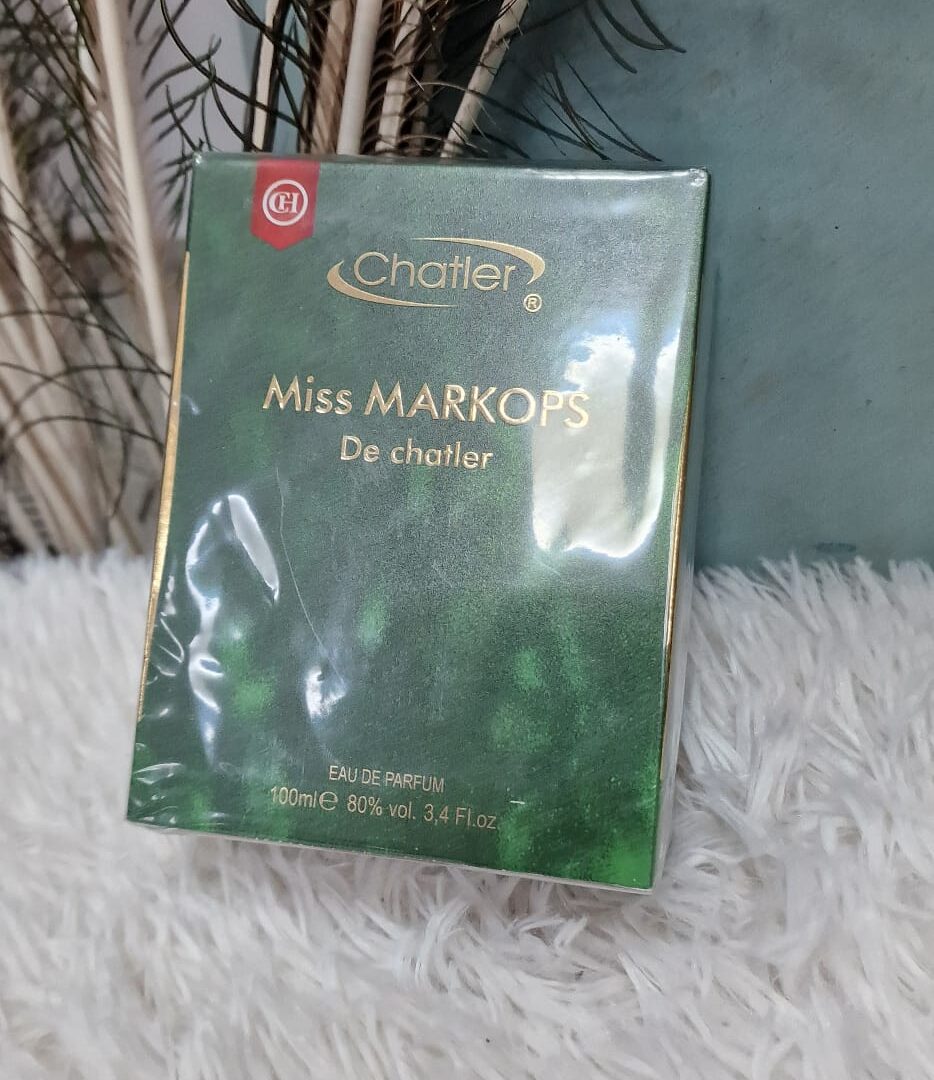 CH
Chatler
®
Miss MARKOPS
De chatler
EAU DE PARFUM
100ml℮ 80% vol. 3,4 Fl.oz.